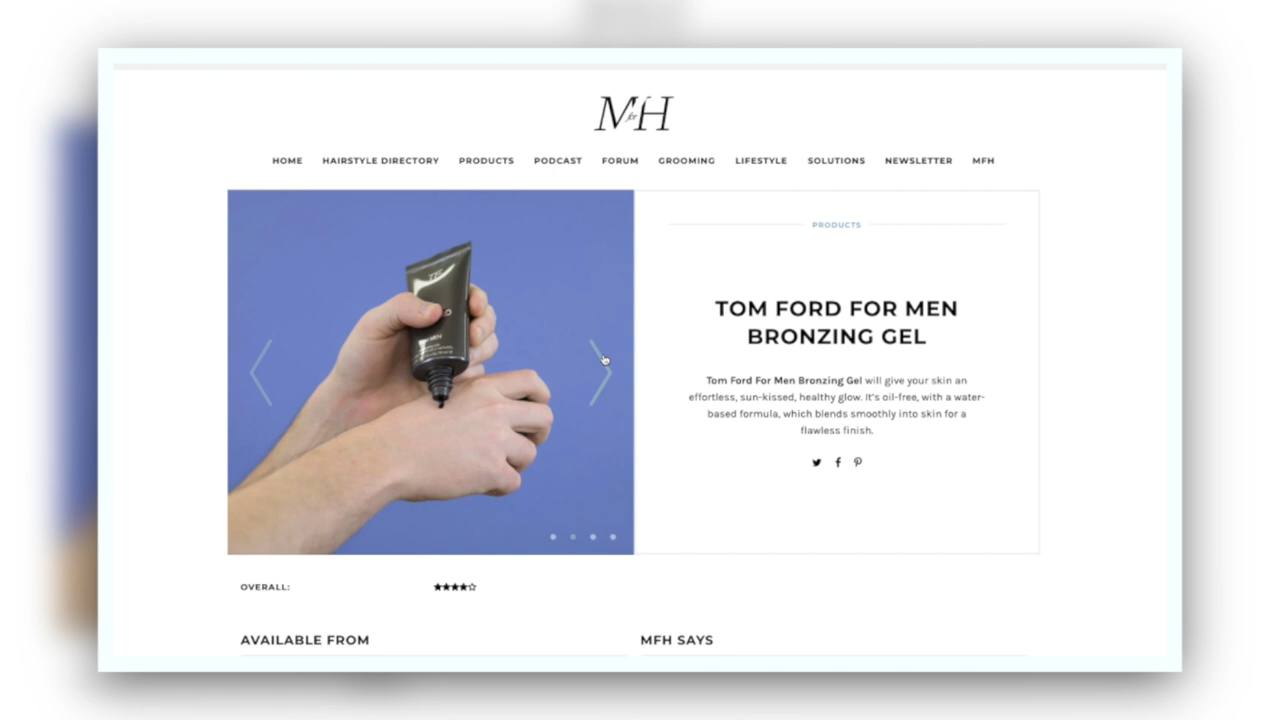 M for H
HOME HAIRSTYLE DIRECTORY PRODUCTS PODCAST FORUM GROOMING LIFESTYLE SOLUTIONS NEWSLETTER MFH
PRODUCTS
TOM FORD FOR MEN
BRONZING GEL
Tom Ford For Men Bronzing Gel will give your skin an
effortless, sun-kissed, healthy glow. It's oil-free, with a water-
based formula, which blends smoothly into skin for a
flawless finish.
OVERALL:
AVAILABLE FROM
MFH SAYS